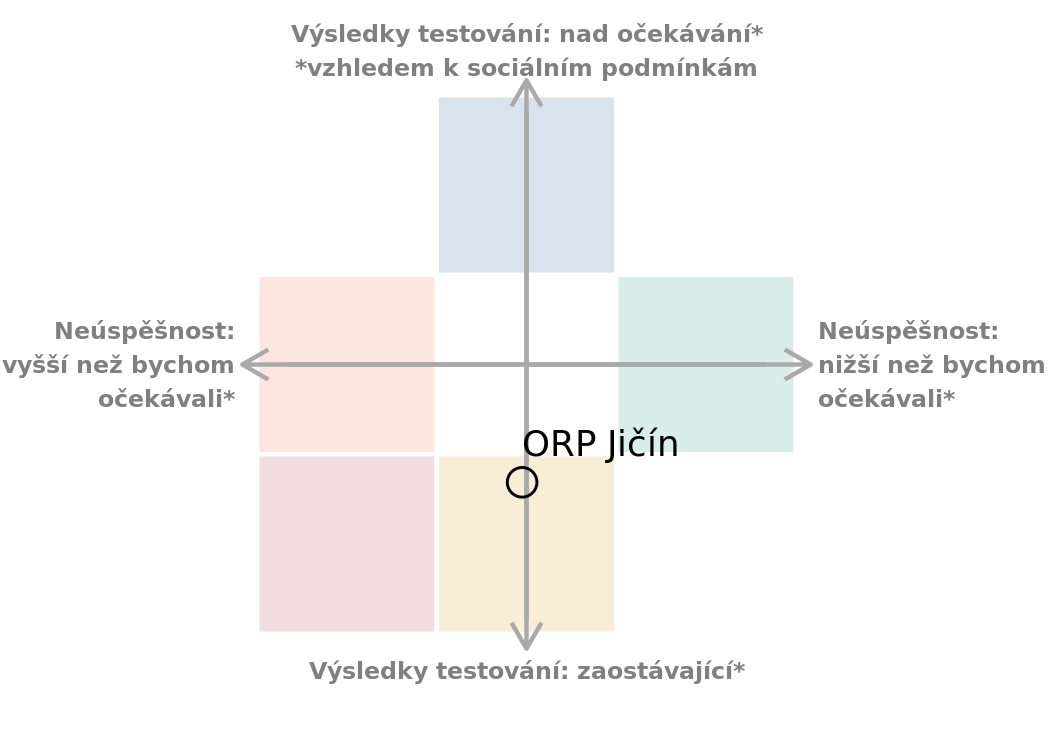 Výsledky testování: nad očekávání*
*vzhledem k sociálním podmínkám
Neúspěšnost:
vyšší než bychom
očekávali*
Neúspěšnost:
nižší než bychom
očekávali*
ORP Jičín
Výsledky testování: zaostávající*